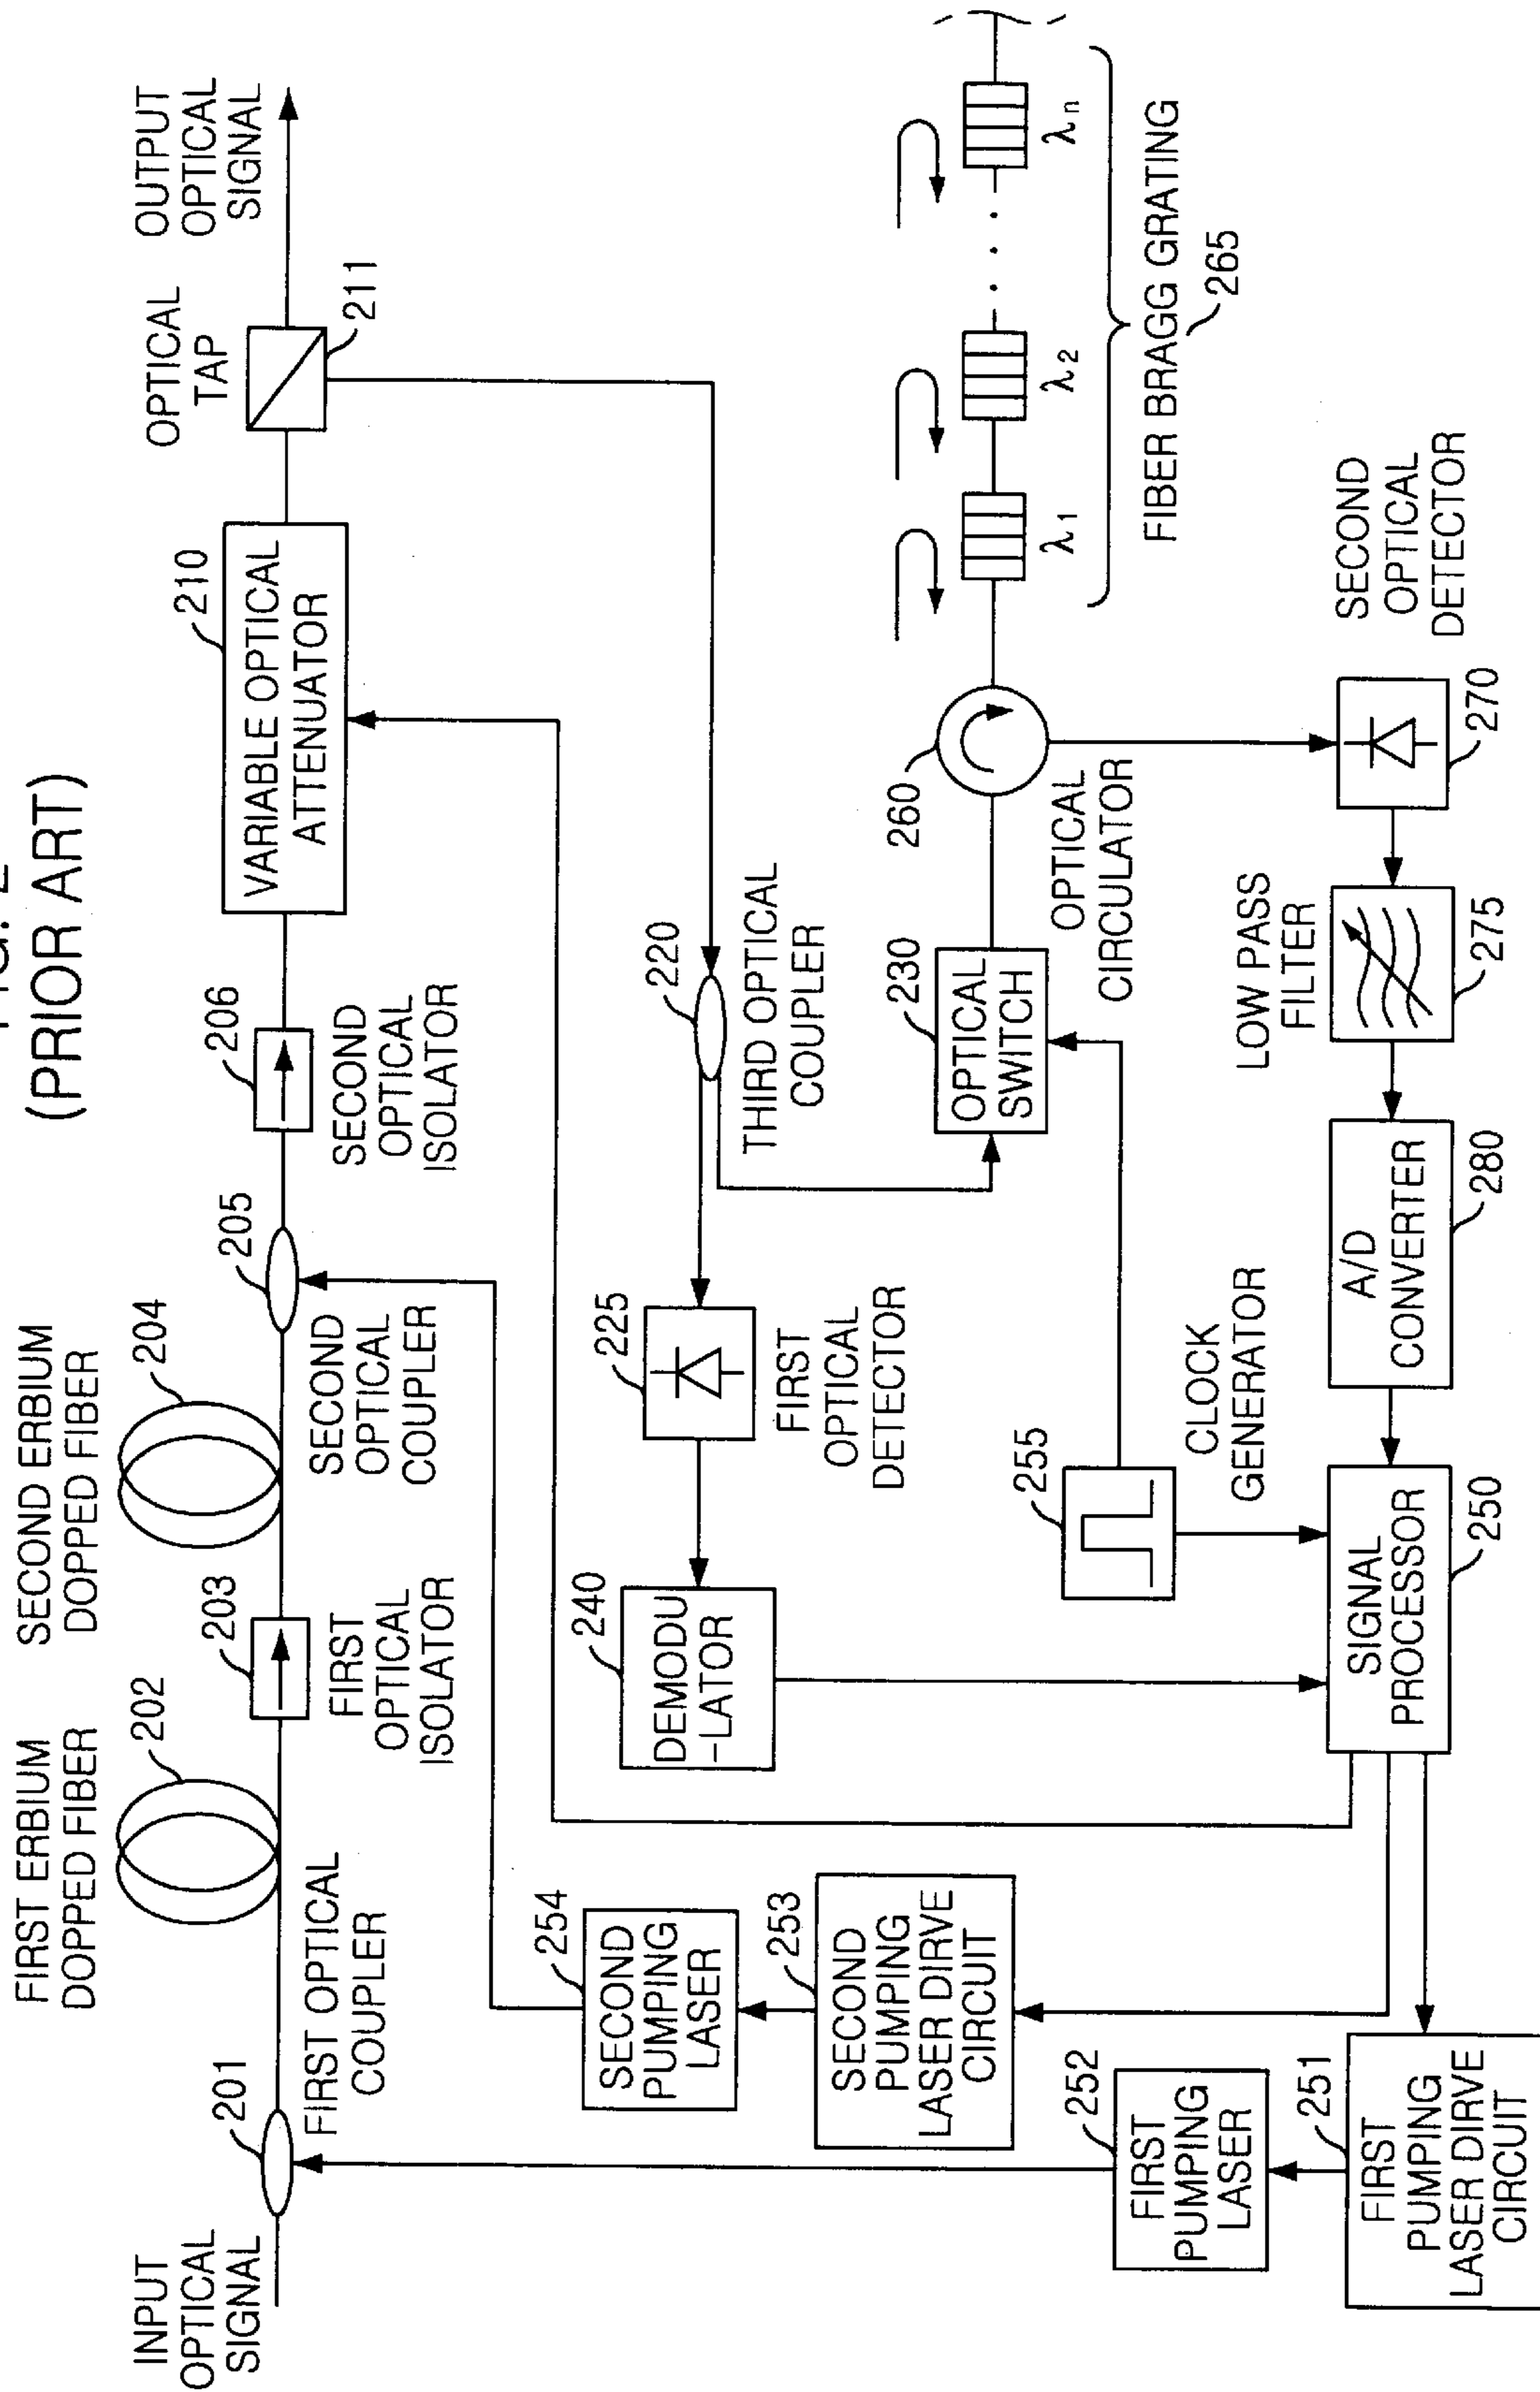 (PRIOR ART)
INPUT
OPTICAL
SIGNAL
201
FIRST OPTICAL
COUPLER
FIRST ERBIUM
DOPPED FIBER
202
203
FIRST
OPTICAL
ISOLATOR
SECOND ERBIUM
DOPPED FIBER
204
205
SECOND
OPTICAL
COUPLER
206
SECOND
OPTICAL
ISOLATOR
210
VARIABLE OPTICAL
ATTENUATOR
OPTICAL
TAP
211
OUTPUT
OPTICAL
SIGNAL
220
THIRD OPTICAL
COUPLER
225
FIRST
OPTICAL
DETECTOR
240
DEMODU
-LATOR
254
SECOND
PUMPING
LASER
253
SECOND
PUMPING
LASER DIRVE
CIRCUIT
252
FIRST
PUMPING
LASER
251
FIRST
PUMPING
LASER DIRVE
CIRCUIT
230
OPTICAL
SWITCH
260
OPTICAL
CIRCULATOR
λ1
λ2
λn
FIBER BRAGG GRATING
265
255
CLOCK
GENERATOR
SECOND
OPTICAL
DETECTOR
270
LOW PASS
FILTER
275
A/D
CONVERTER
280
SIGNAL
PROCESSOR
250